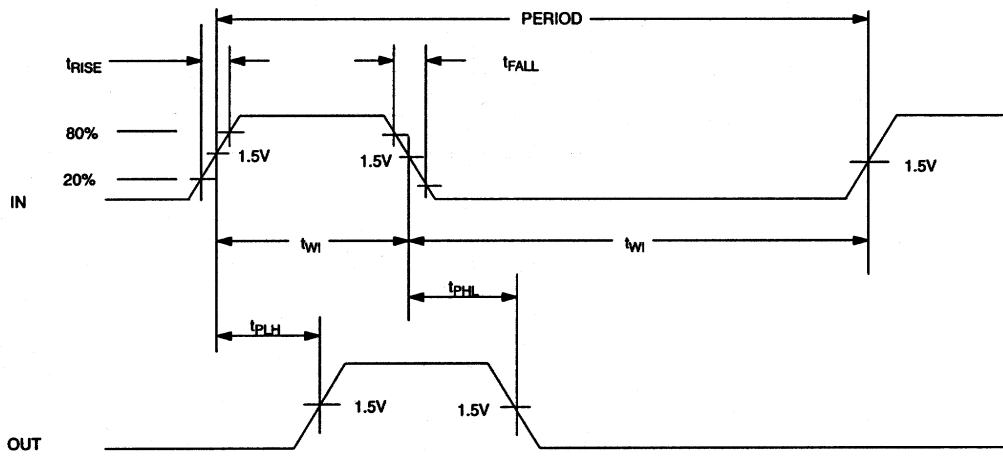 PERIOD
tRISE
tFALL
80%
1.5V
1.5V
1.5V
20%
IN
tWI
tWI
tPHL
tPLH
1.5V
1.5V
OUT